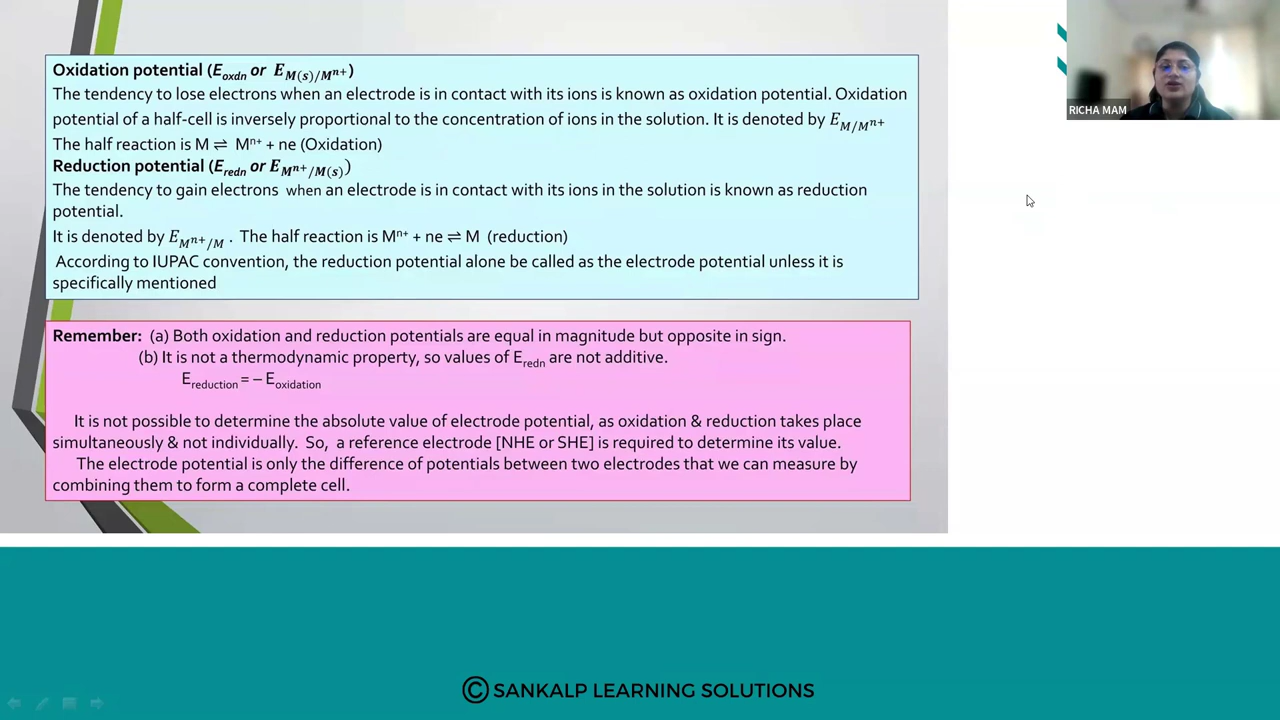 Oxidation potential (E_oxdn or E_M(s)/Mⁿ⁺)
The tendency to lose electrons when an electrode is in contact with its ions is known as oxidation potential. Oxidation
potential of a half-cell is inversely proportional to the concentration of ions in the solution. It is denoted by E_M/Mⁿ⁺
The half reaction is M ⇌ Mⁿ⁺ + ne (Oxidation)
Reduction potential (E_redn or E_Mⁿ⁺/M(s))
The tendency to gain electrons when an electrode is in contact with its ions in the solution is known as reduction
potential.
It is denoted by E_Mⁿ⁺/M . The half reaction is Mⁿ⁺ + ne ⇌ M (reduction)
According to IUPAC convention, the reduction potential alone be called as the electrode potential unless it is
specifically mentioned
Remember: (a) Both oxidation and reduction potentials are equal in magnitude but opposite in sign.
(b) It is not a thermodynamic property, so values of E_redn are not additive.
E_reduction = – E_oxidation
It is not possible to determine the absolute value of electrode potential, as oxidation & reduction takes place
simultaneously & not individually. So, a reference electrode [NHE or SHE] is required to determine its value.
The electrode potential is only the difference of potentials between two electrodes that we can measure by
combining them to form a complete cell.
RICHA MAM
© SANKALP LEARNING SOLUTIONS